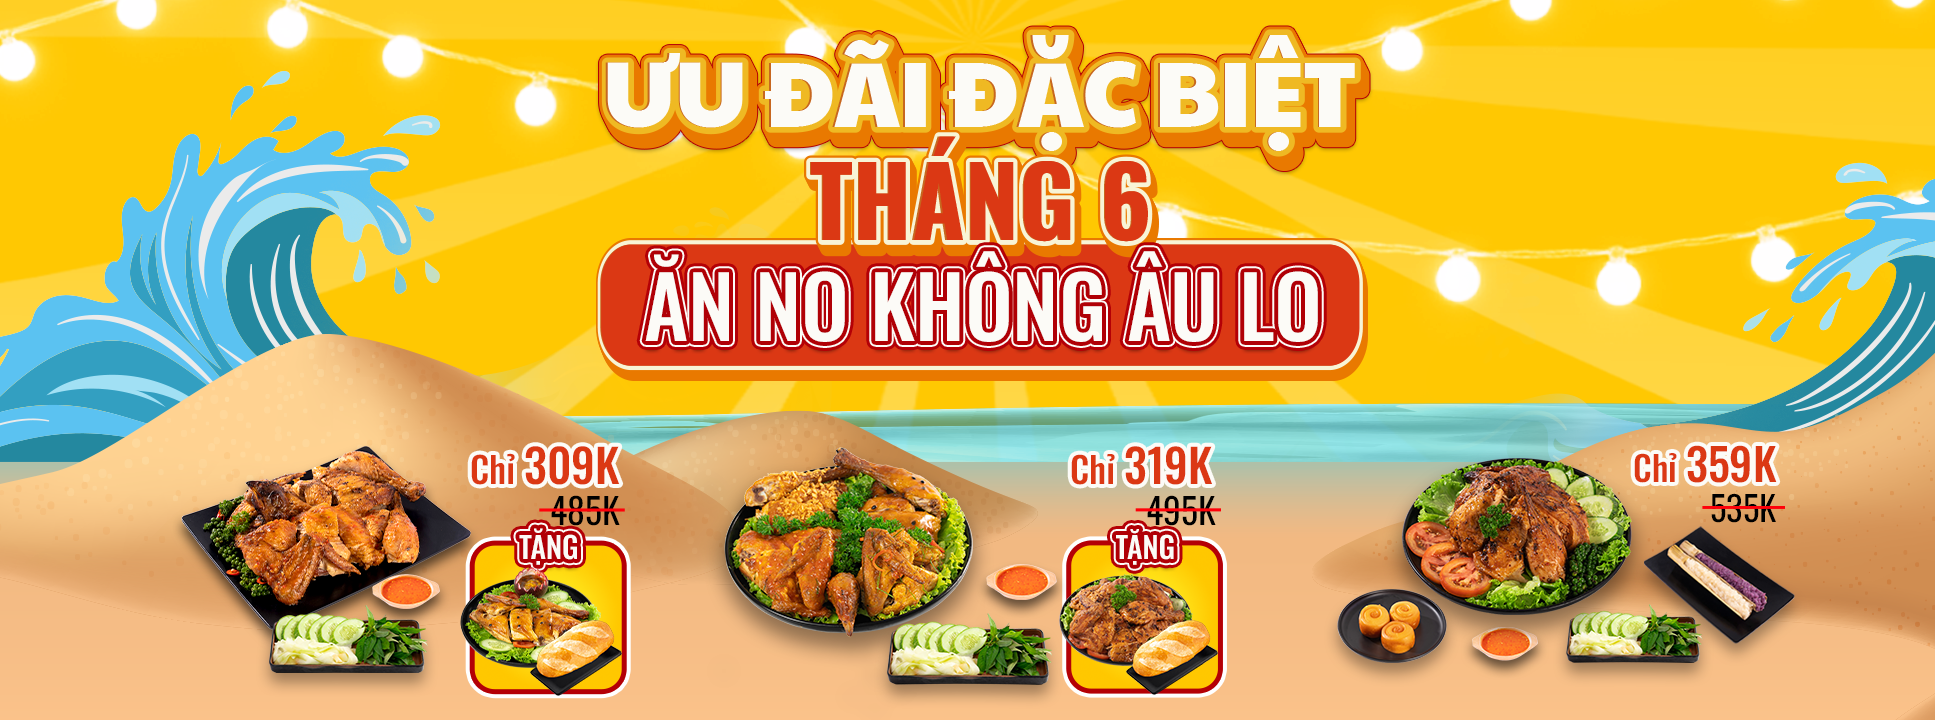 ƯU ĐÃI ĐẶC BIỆT
THÁNG 6
ĂN NO KHÔNG ÂU LO
Chỉ 309K
485K
TẶNG
Chỉ 319K
495K
TẶNG
Chỉ 359K
535K